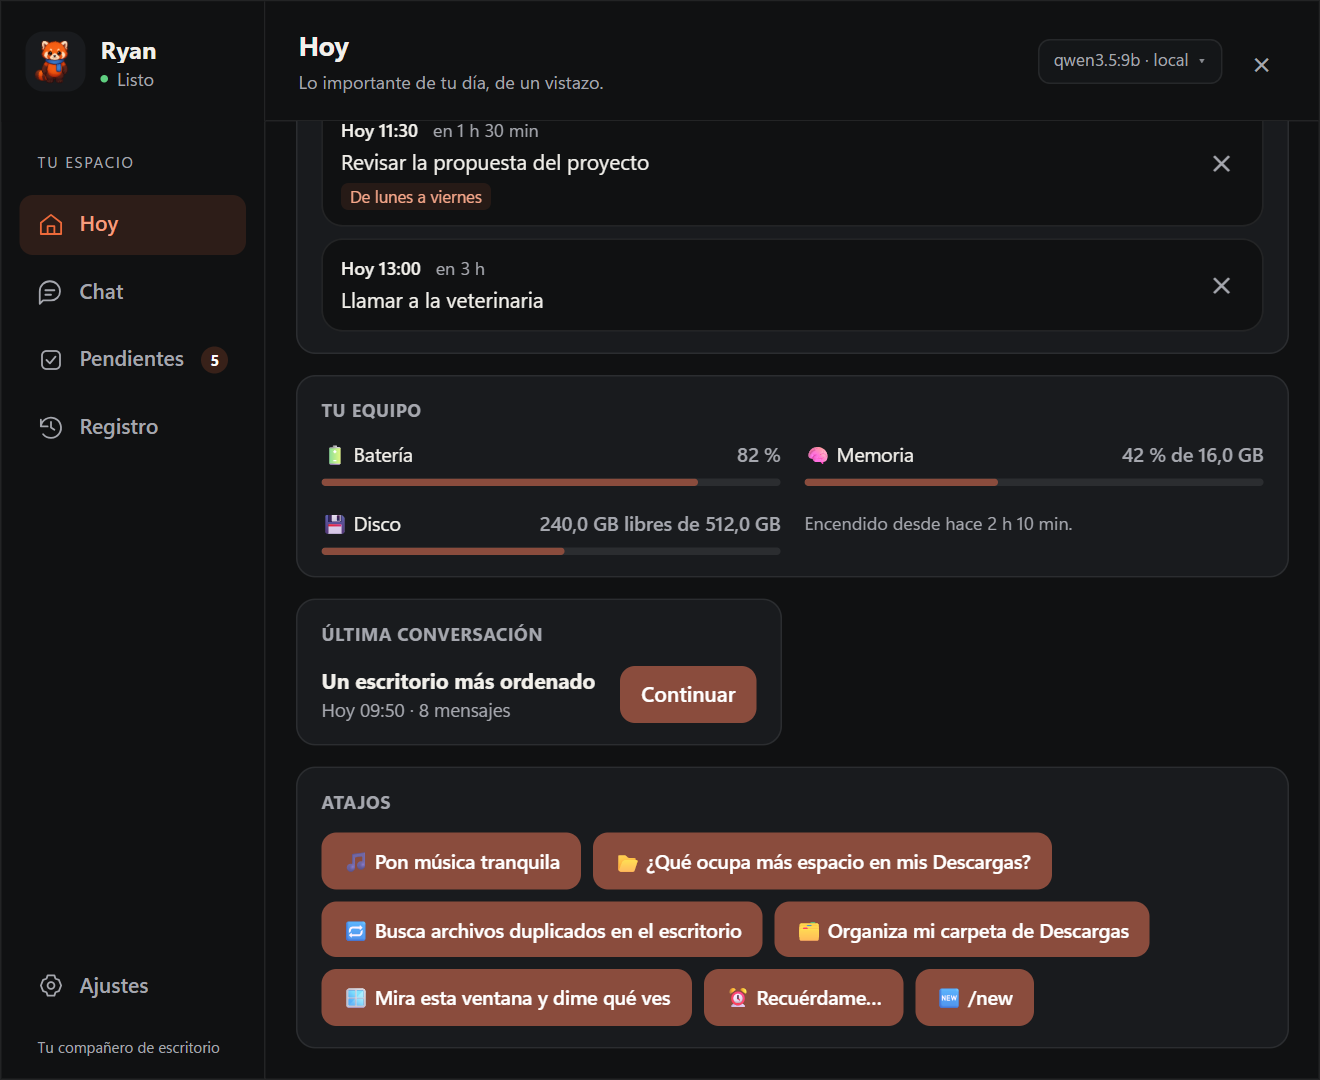 Ryan
Listo
TU ESPACIO
Hoy
Chat
Pendientes 5
Registro
Ajustes
Tu compañero de escritorio
Hoy
Lo importante de tu día, de un vistazo.
qwen3.5:9b · local
Hoy 11:30 en 1 h 30 min
Revisar la propuesta del proyecto
De lunes a viernes
Hoy 13:00 en 3 h
Llamar a la veterinaria
TU EQUIPO
Batería 82 %
Memoria 42 % de 16,0 GB
Disco 240,0 GB libres de 512,0 GB
Encendido desde hace 2 h 10 min.
ÚLTIMA CONVERSACIÓN
Un escritorio más ordenado
Hoy 09:50 · 8 mensajes
Continuar
ATAJOS
Pon música tranquila
¿Qué ocupa más espacio en mis Descargas?
Busca archivos duplicados en el escritorio
Organiza mi carpeta de Descargas
Mira esta ventana y dime qué ves
Recuérdame...
NEW /new